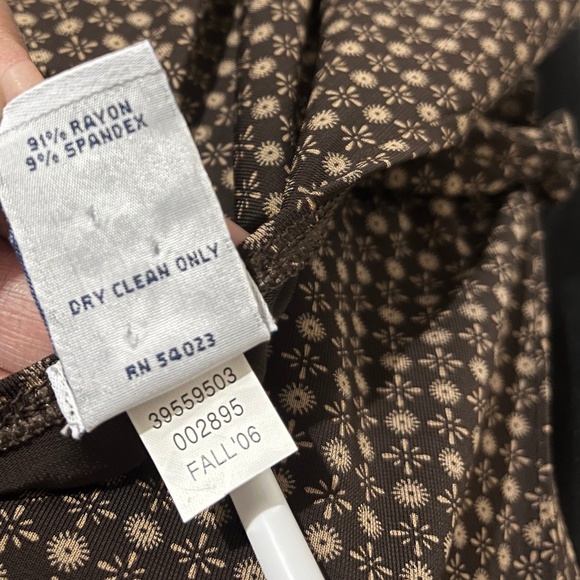 91% RAYON
9% SPANDEX
DRY CLEAN ONLY
RN 54023
39559503
002895
FALL'06